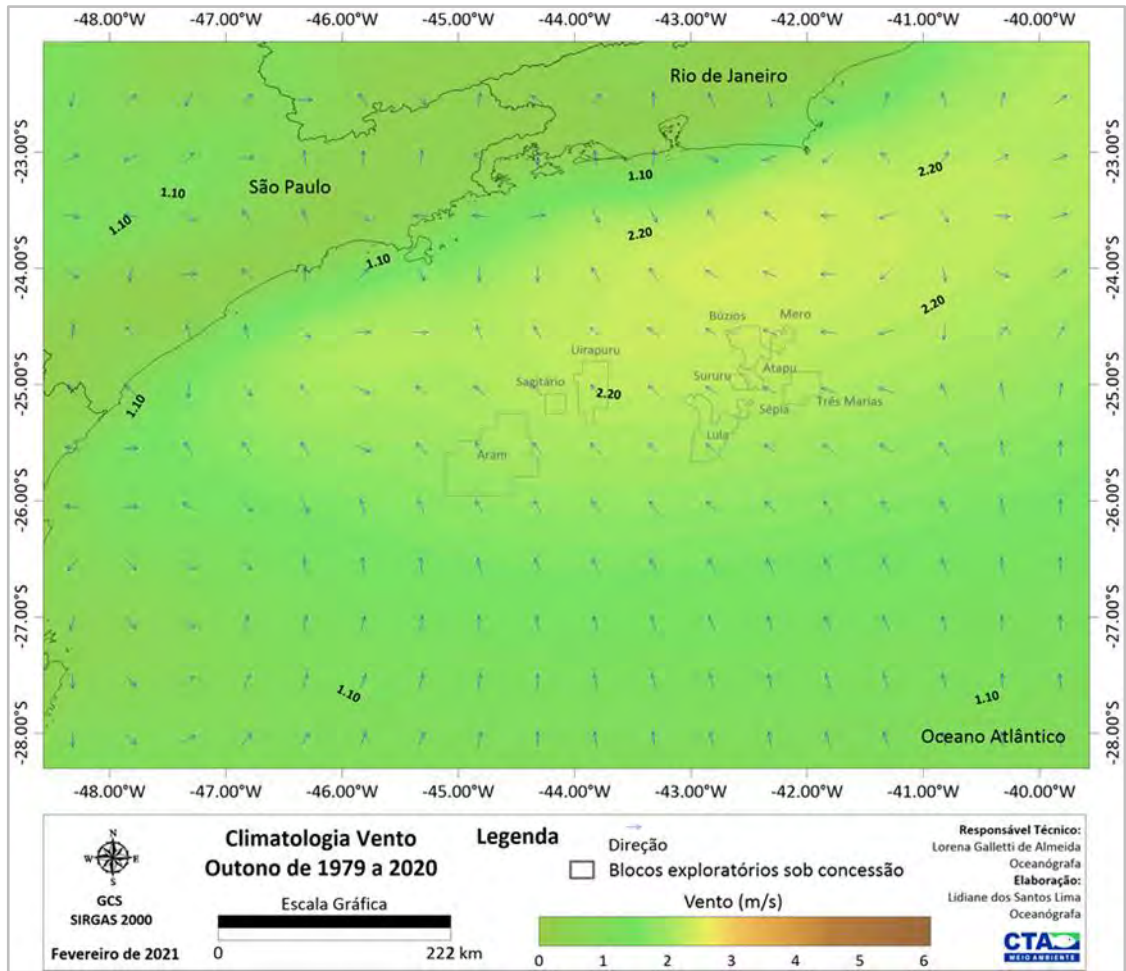 -48.00°W -47.00°W -46.00°W -45.00°W -44.00°W -43.00°W -42.00°W -41.00°W -40.00°W
Rio de Janeiro
-23.00°S -23.00°S
2.20
1.10
São Paulo
1.10
1.10
2.20
1.10
-24.00°S -24.00°S
2.20
Búzios Mero
Uirapuru
Atapu
Sururu
-25.00°S -25.00°S
Sagitário
2.20
Três Marias
1.10
Sépia
Lula
Aram
-26.00°S -26.00°S
-27.00°S -27.00°S
1.10
1.10
-28.00°S -28.00°S
Oceano Atlântico
-48.00°W -47.00°W -46.00°W -45.00°W -44.00°W -43.00°W -42.00°W -41.00°W -40.00°W
N
W E
S
GCS
SIRGAS 2000
Fevereiro de 2021
Climatologia Vento
Outono de 1979 a 2020
Escala Gráfica
0 222 km
Legenda
Direção
Blocos exploratórios sob concessão
Vento (m/s)
0 1 2 3 4 5 6
Responsável Técnico:
Lorena Galletti de Almeida
Oceanógrafa
Elaboração:
Lidiane dos Santos Lima
Oceanógrafa
CTA
MEIO AMBIENTE